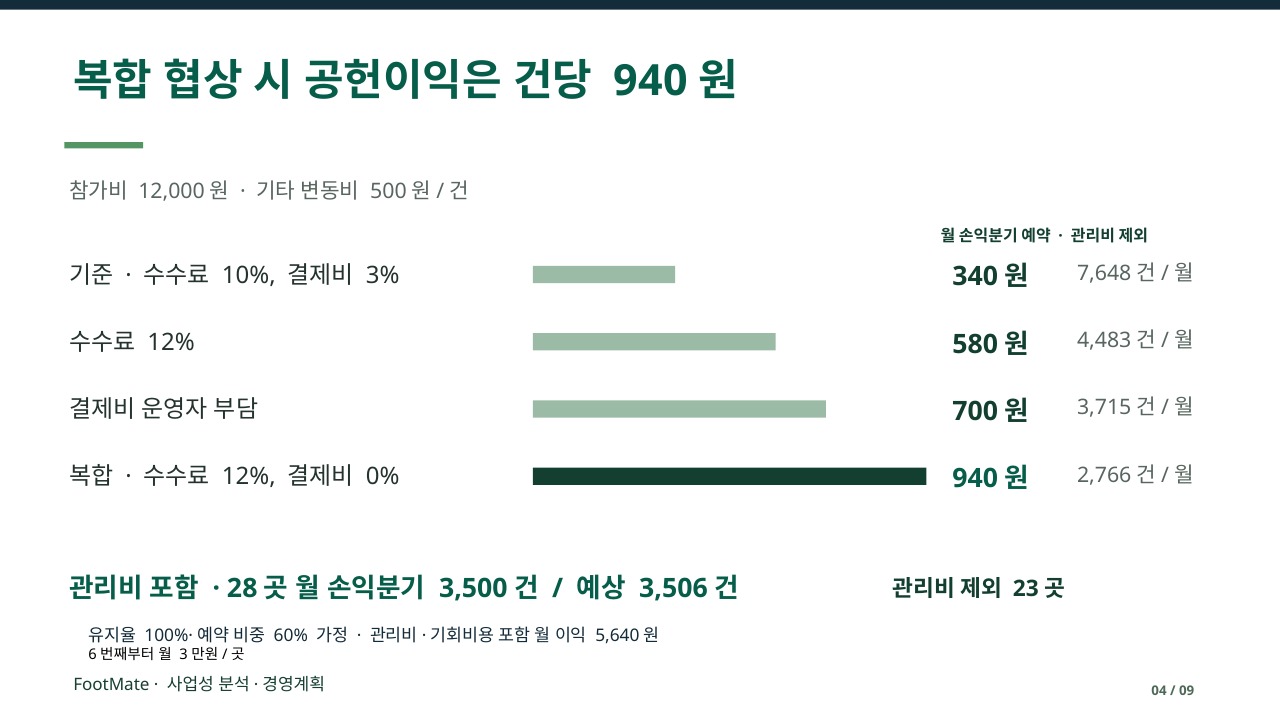 복합 협상 시 공헌이익은 건당 940 원
참가비 12,000 원 · 기타 변동비 500 원 / 건
월 손익분기 예약 · 관리비 제외
기준 · 수수료 10%, 결제비 3% 340 원 7,648 건 / 월
수수료 12% 580 원 4,483 건 / 월
결제비 운영자 부담 700 원 3,715 건 / 월
복합 · 수수료 12%, 결제비 0% 940 원 2,766 건 / 월
관리비 포함 · 28 곳 월 손익분기 3,500 건 / 예상 3,506 건 관리비 제외 23 곳
유지율 100%· 예약 비중 60% 가정 · 관리비 · 기회비용 포함 월 이익 5,640 원
6 번째부터 월 3 만원 / 곳
FootMate · 사업성 분석 · 경영계획
04 / 09